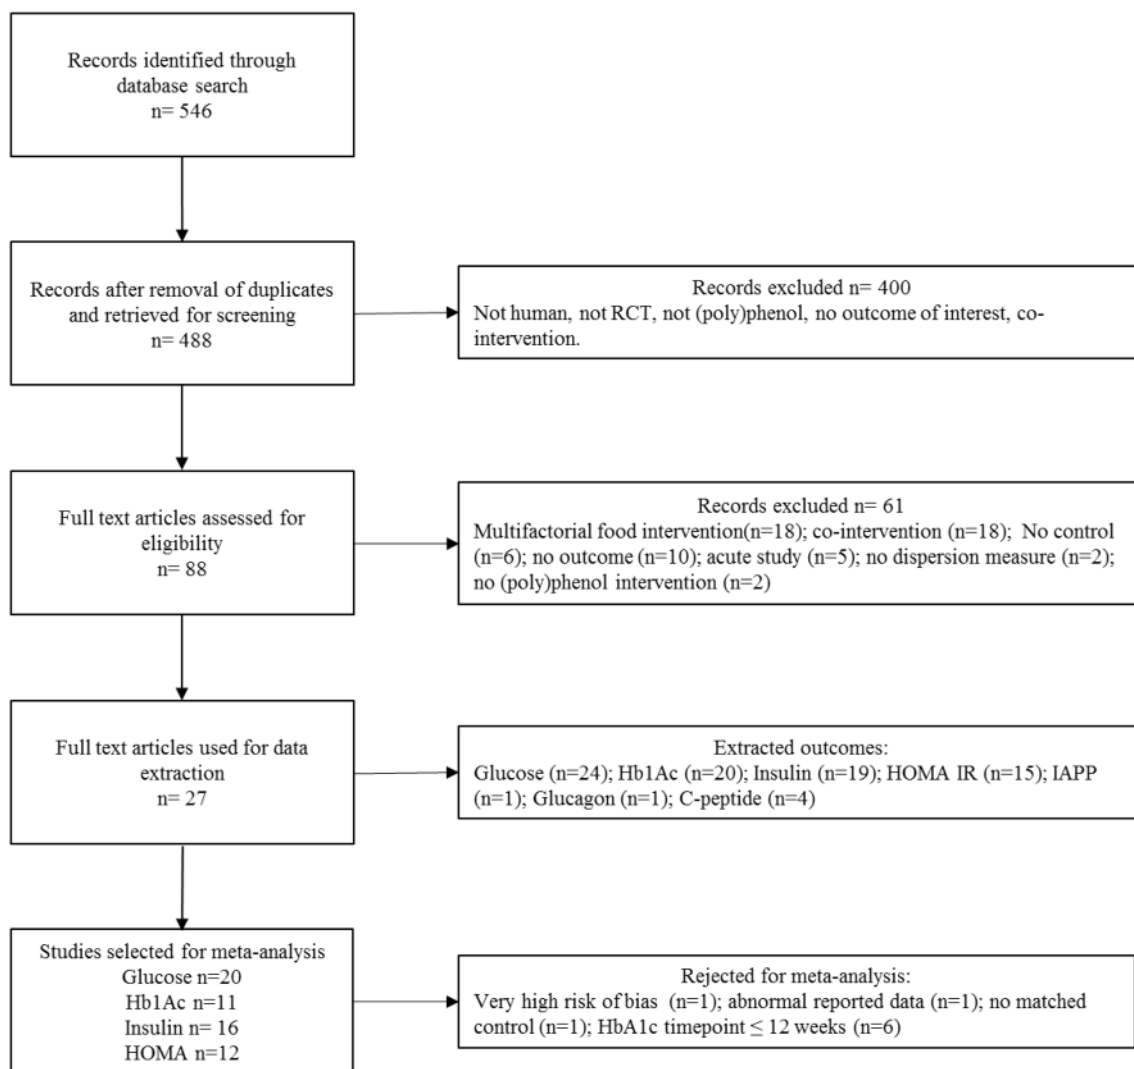 Records identified through
database search
n= 546
Records after removal of duplicates
and retrieved for screening
n= 488
Records excluded n= 400
Not human, not RCT, not (poly)phenol, no outcome of interest, co-
intervention.
Full text articles assessed for
eligibility
n= 88
Records excluded n= 61
Multifactorial food intervention(n=18); co-intervention (n=18); No control
(n=6); no outcome (n=10); acute study (n=5); no dispersion measure (n=2);
no (poly)phenol intervention (n=2)
Full text articles used for data
extraction
n= 27
Extracted outcomes:
Glucose (n=24); Hb1Ac (n=20); Insulin (n=19); HOMA IR (n=15); IAPP
(n=1); Glucagon (n=1); C-peptide (n=4)
Studies selected for meta-analysis
Glucose n=20
Hb1Ac n=11
Insulin n= 16
HOMA n=12
Rejected for meta-analysis:
Very high risk of bias (n=1); abnormal reported data (n=1); no matched
control (n=1); HbA1c timepoint ≤ 12 weeks (n=6)